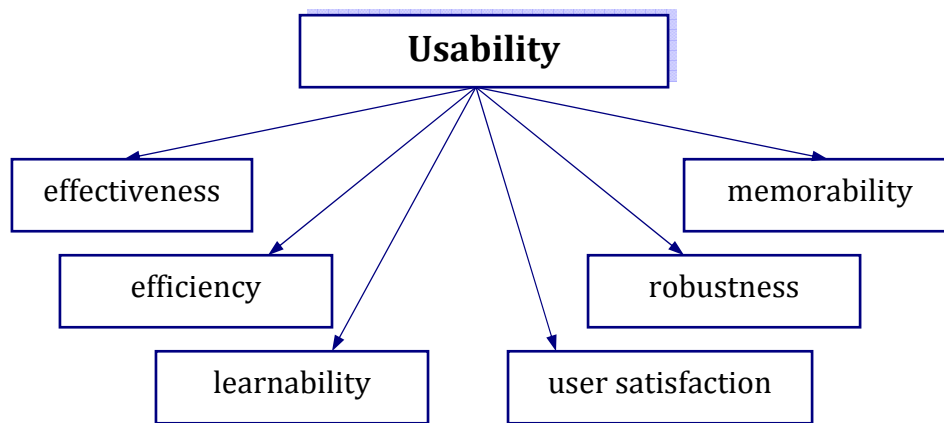 Usability
effectiveness
memorability
efficiency
robustness
learnability
user satisfaction